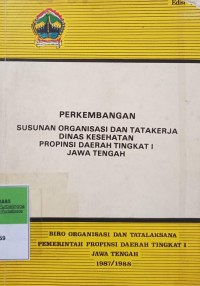 Edim
PERKEMBANGAN
SUSUNAN ORGANISASI DAN TATAKERJA
DINAS KESEHATAN
PROPINSI DAERAH TINGKAT I
JAWA TENGAH
BIRO ORGANISASI DAN TATALAKSANA
PEMERINTAH PROPINSI DAERAH TINGKAT I
JAWA TENGAH
1987/1988